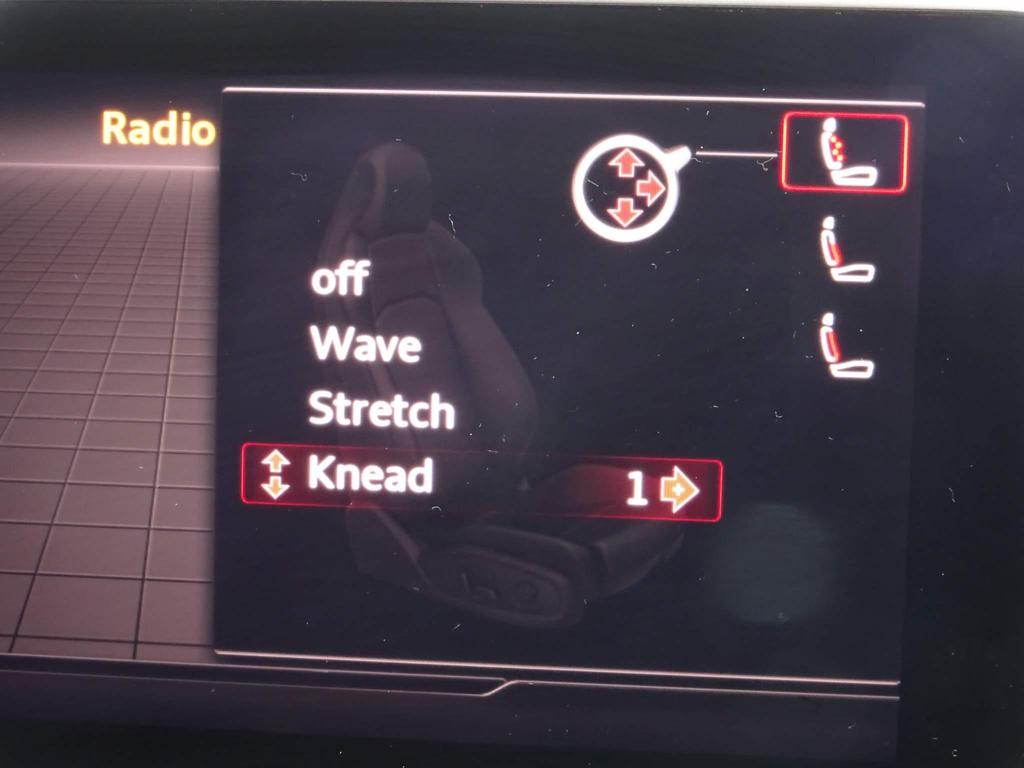 Radio
off
Wave
Stretch
Knead 1